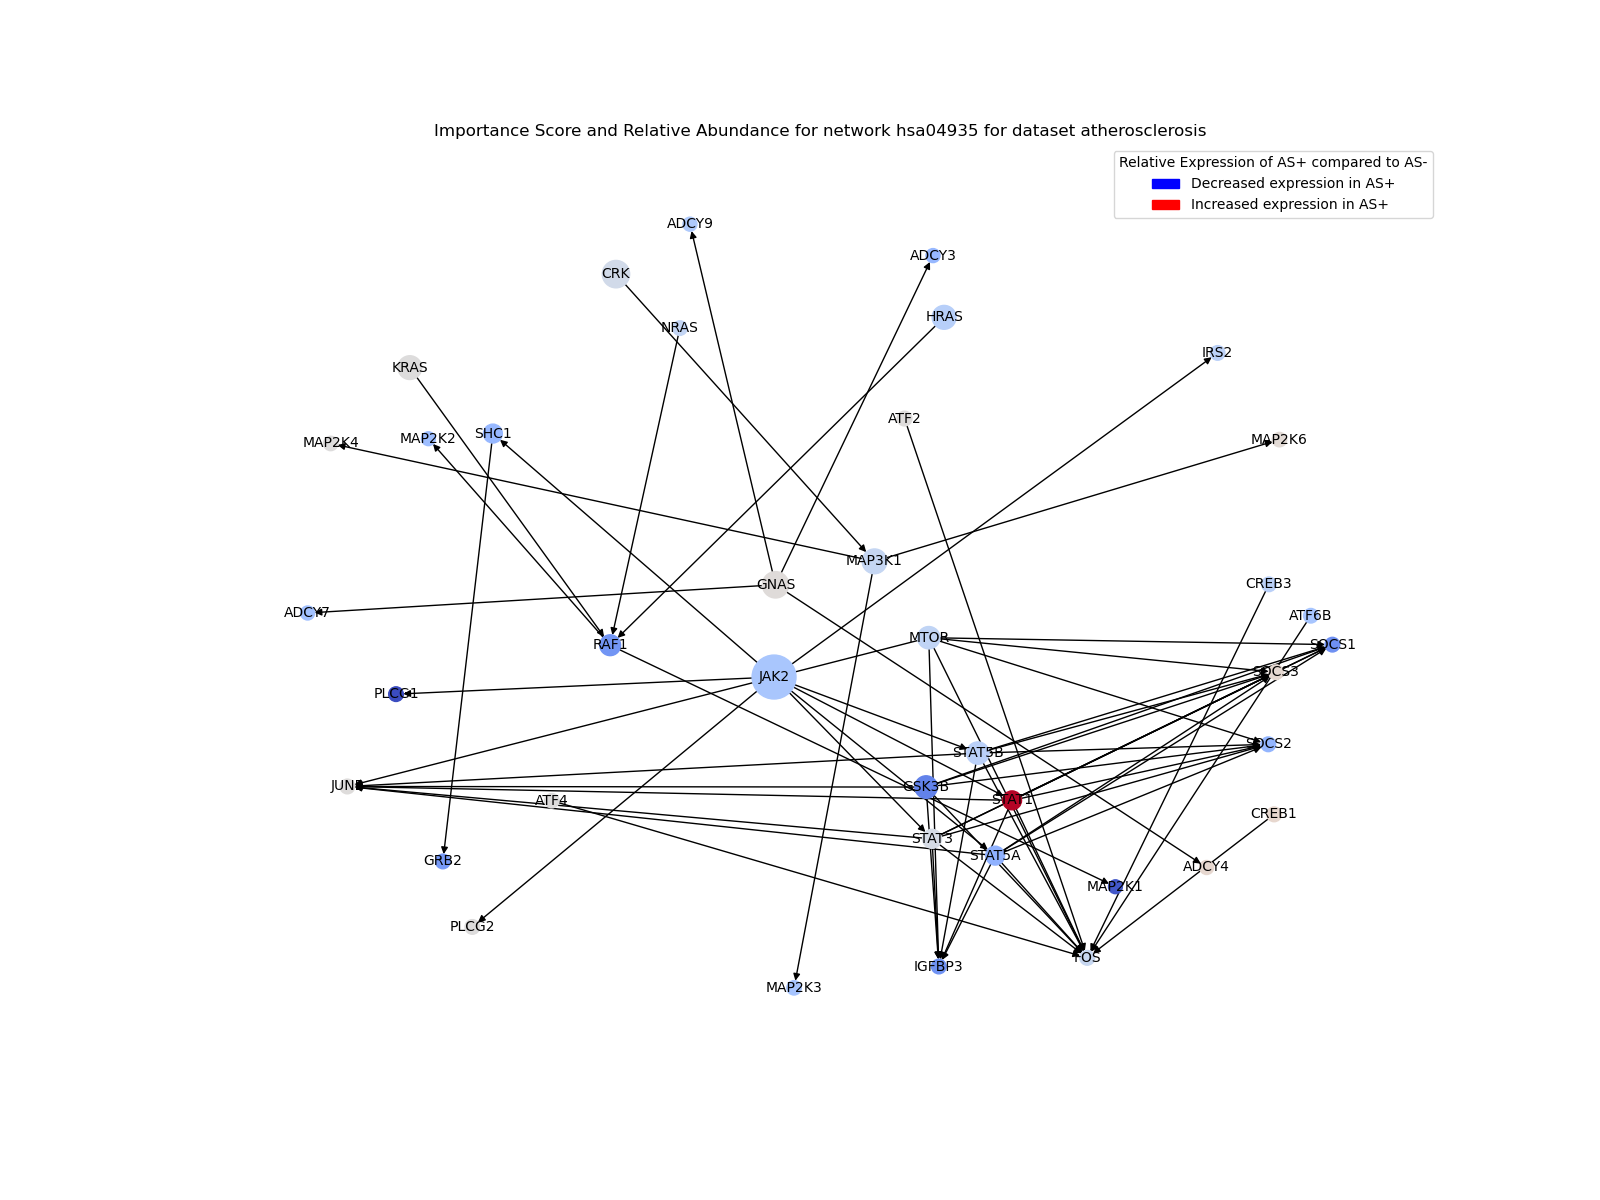 Importance Score and Relative Abundance for network hsa04935 for dataset atherosclerosis
Relative Expression of AS+ compared to AS-
Decreased expression in AS+
Increased expression in AS+
ADCY9
ADCY3
CRK
HRAS
NRAS
IRS2
KRAS
ATF2
SHC1
MAP2K2
MAP2K4
MAP2K6
MAP3K1
GNAS
CREB3
ADCY7
ATF6B
MTOR
RAF1
SOCS1
SOCS3
JAK2
PLCG1
SOCS2
STAT5B
JUN
GSK3B
ATF4
STAT1
CREB1
STAT3
STAT5A
GRB2
ADCY4
MAP2K1
PLCG2
FOS
IGFBP3
MAP2K3